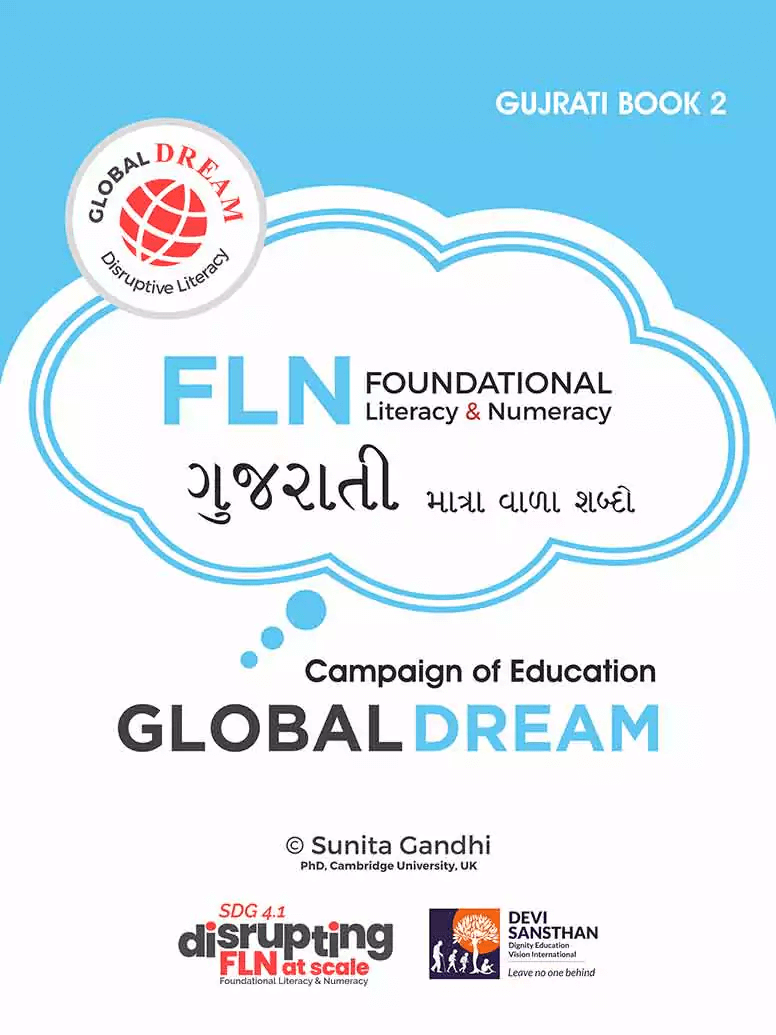 GUJRATI BOOK 2
GLOBAL DREAM
Disruptive Literacy
FLN FOUNDATIONAL
Literacy & Numeracy
ગુજરાતી માત્રા વાળા શબ્દો
Campaign of Education
GLOBAL DREAM
© Sunita Gandhi
PhD, Cambridge University, UK
SDG 4.1
disrupting
FLN at scale
Foundational Literacy & Numeracy
DEVI
SANSTHAN
Dignity Education
Vision International
Leave no one behind